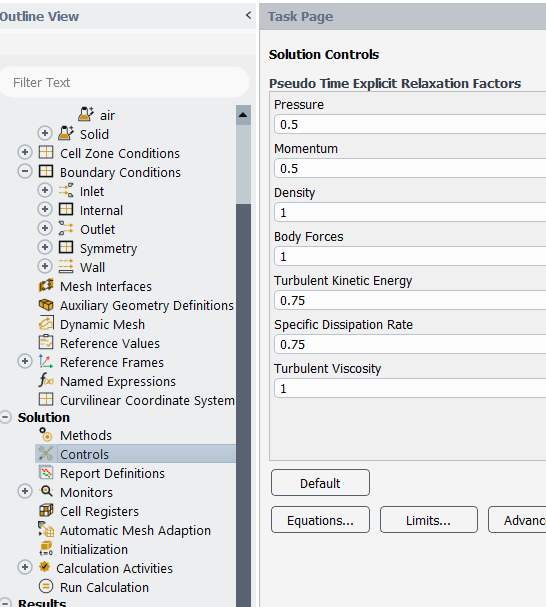 Outline View
Filter Text
air
Solid
Cell Zone Conditions
Boundary Conditions
Inlet
Internal
Outlet
Symmetry
Wall
Mesh Interfaces
Auxiliary Geometry Definitions
Dynamic Mesh
Reference Values
Reference Frames
Named Expressions
Curvilinear Coordinate System
Solution
Methods
Controls
Report Definitions
Monitors
Cell Registers
Automatic Mesh Adaption
Initialization
Calculation Activities
Run Calculation
Results
Task Page
Solution Controls
Pseudo Time Explicit Relaxation Factors
Pressure
0.5
Momentum
0.5
Density
1
Body Forces
1
Turbulent Kinetic Energy
0.75
Specific Dissipation Rate
0.75
Turbulent Viscosity
1
Default
Equations... Limits... Advanc